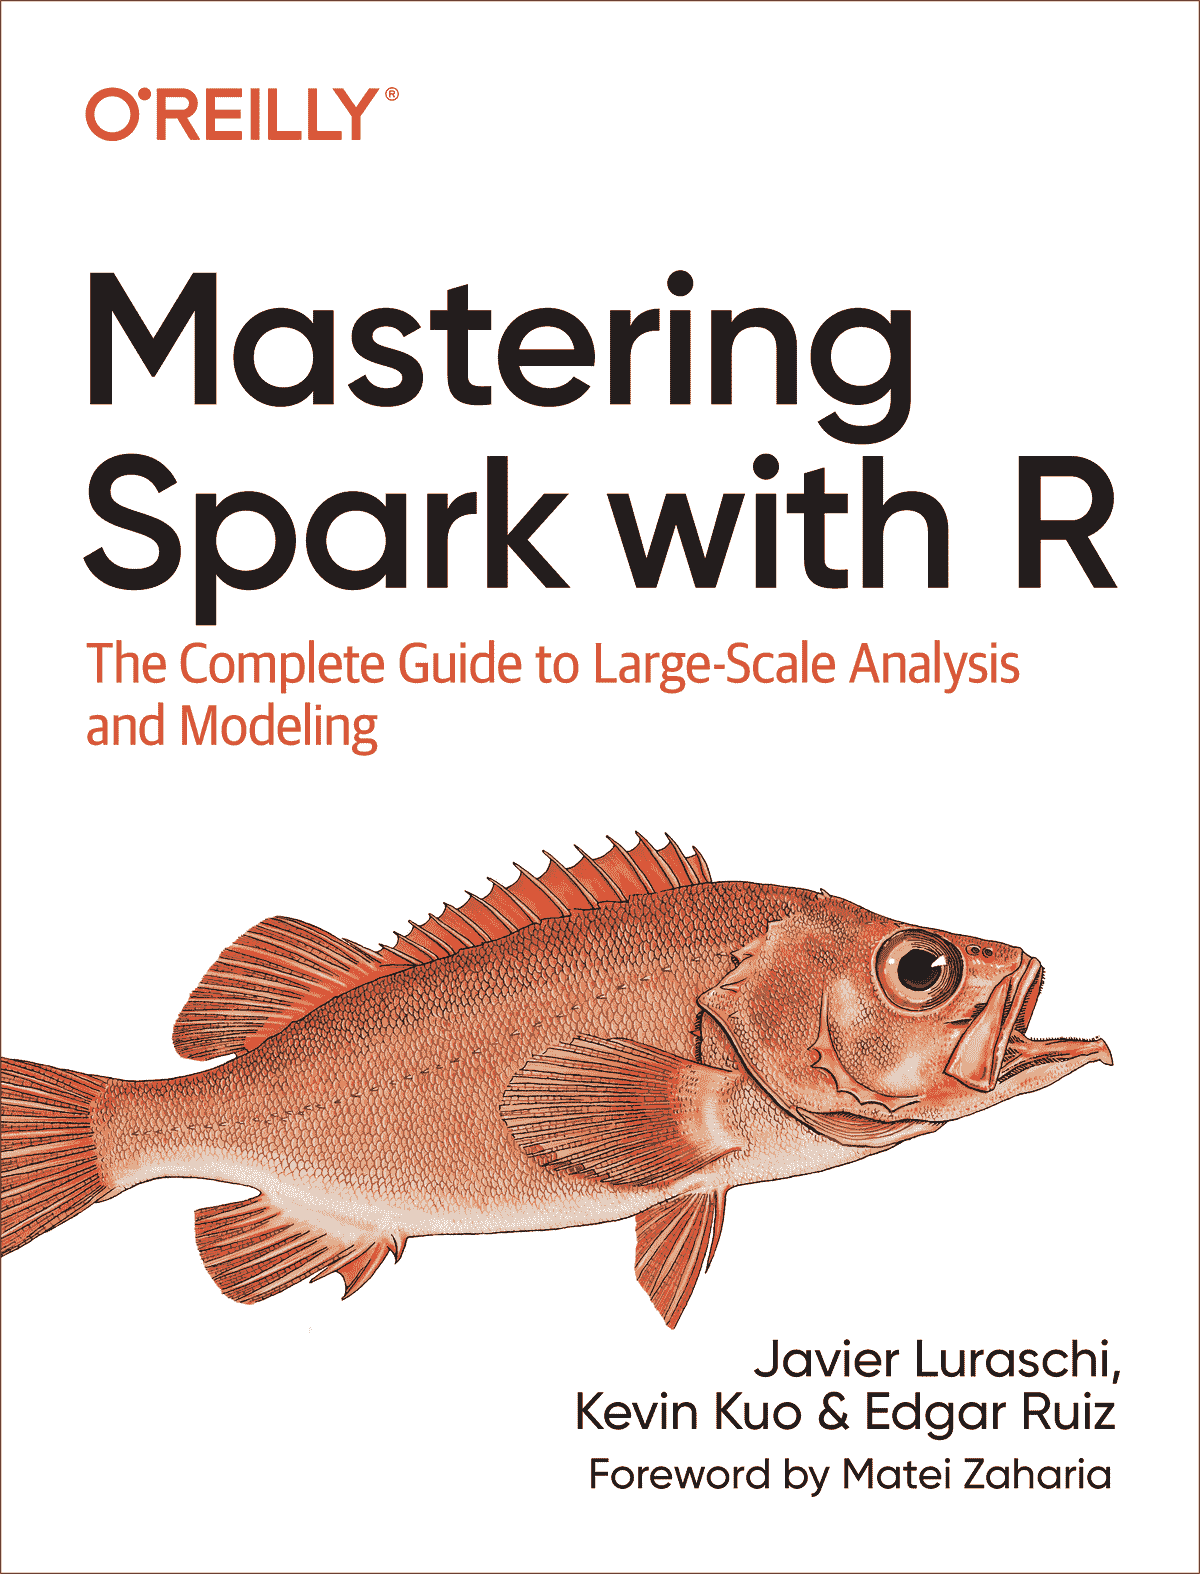 O'REILLY®
Mastering
Spark with R
The Complete Guide to Large-Scale Analysis
and Modeling
Javier Luraschi,
Kevin Kuo & Edgar Ruiz
Foreword by Matei Zaharia